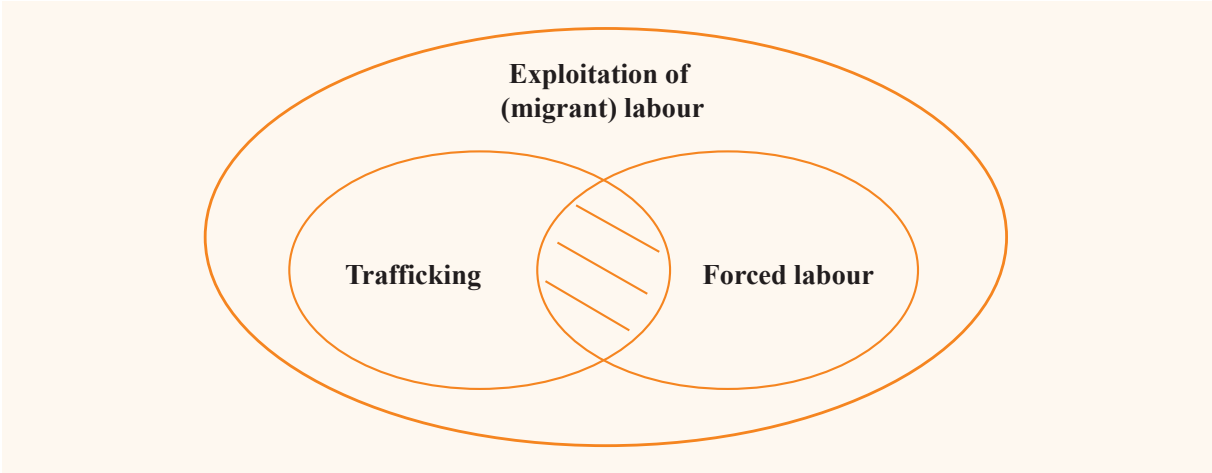 Exploitation of
(migrant) labour
Trafficking
Forced labour